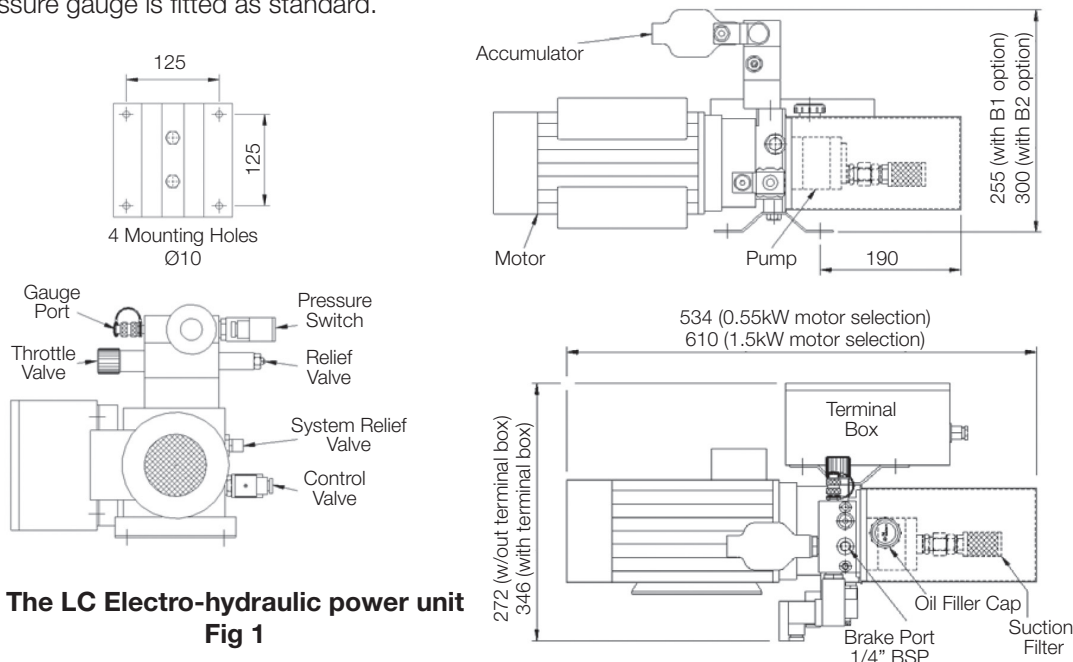 ssure gauge is fitted as standard.
125
125
4 Mounting Holes
Ø10
Accumulator
Motor
Pump
190
255 (with B1 option)
300 (with B2 option)
Gauge
Port
Pressure
Switch
Throttle
Valve
Relief
Valve
System Relief
Valve
Control
Valve
534 (0.55kW motor selection)
610 (1.5kW motor selection)
Terminal
Box
272 (w/out terminal box)
346 (with terminal box)
Oil Filler Cap
Suction
Filter
Brake Port
1/4" BSP
The LC Electro-hydraulic power unit
Fig 1